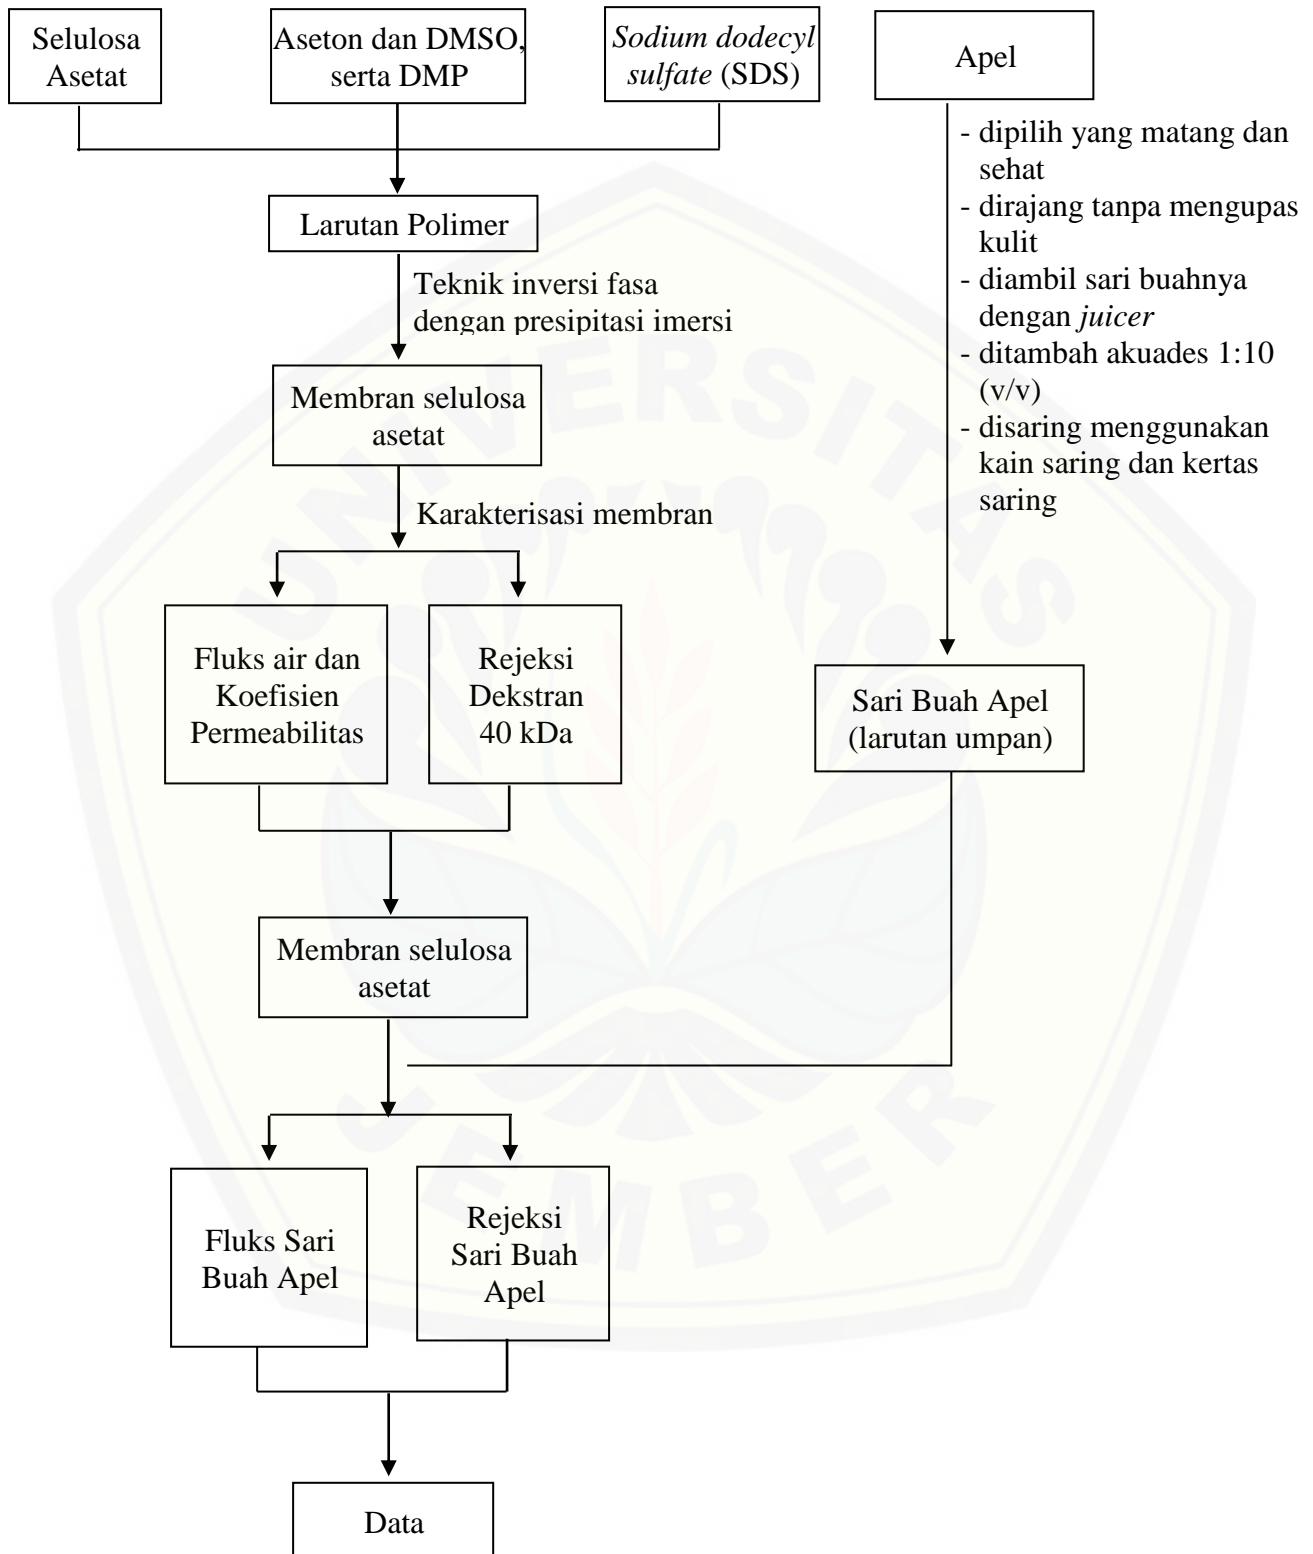 Selulosa
Asetat
Aseton dan DMSO,
serta DMP
Sodium dodecyl
sulfate (SDS)
Apel
- dipilih yang matang dan
sehat
- dirajang tanpa mengupas
kulit
- diambil sari buahnya
dengan juicer
- ditambah akuades 1:10
(v/v)
- disaring menggunakan
kain saring dan kertas
saring
Larutan Polimer
Teknik inversi fasa
dengan presipitasi imersi
Membran selulosa
asetat
Karakterisasi membran
Fluks air dan
Koefisien
Permeabilitas
Rejeksi
Dekstran
40 kDa
Sari Buah Apel
(larutan umpan)
Membran selulosa
asetat
Fluks Sari
Buah Apel
Rejeksi
Sari Buah
Apel
Data
UNIVERSITAS
JEMBER